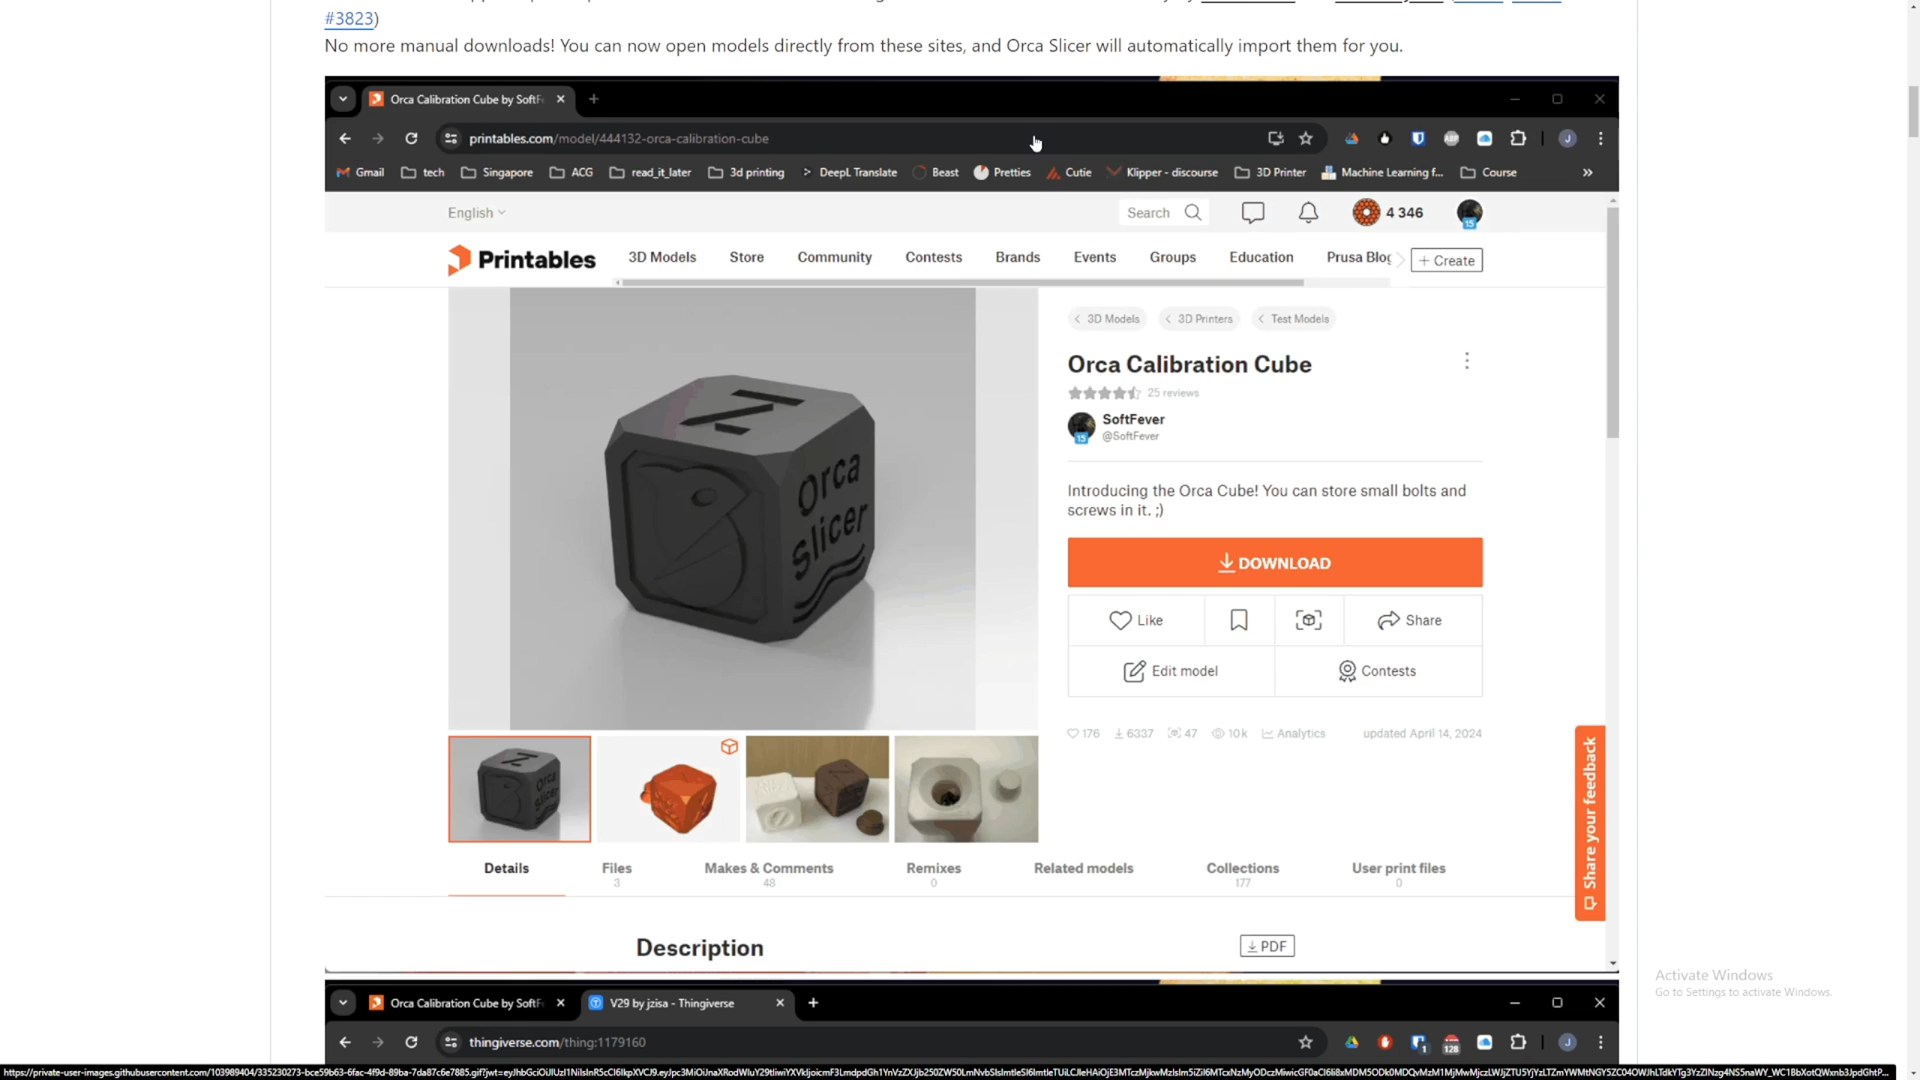 #3823)
No more manual downloads! You can now open models directly from these sites, and Orca Slicer will automatically import them for you.
Orca Calibration Cube by SoftF
printables.com/model/444132-orca-calibration-cube
Gmail tech Singapore ACG read_it_later 3d printing DeepL Translate Beast Pretties Cutie Klipper - discourse 3D Printer Machine Learning f... Course »
English Search 4 346
15
Printables 3D Models Store Community Contests Brands Events Groups Education Prusa Blog + Create
< 3D Models < 3D Printers < Test Models
Orca Calibration Cube
25 reviews
SoftFever
@SoftFever
15
Introducing the Orca Cube! You can store small bolts and
screws in it. ;)
DOWNLOAD
Like Share
Edit model Contests
176 6337 47 10k Analytics updated April 14, 2024
Orca
Slicer
Share your feedback
Details Files Makes & Comments Remixes Related models Collections User print files
3 48 0 177 0
Description PDF
Activate Windows
Go to Settings to activate Windows.
Orca Calibration Cube by SoftF V29 by jzisa - Thingiverse
thingiverse.com/thing:1179160
1 128